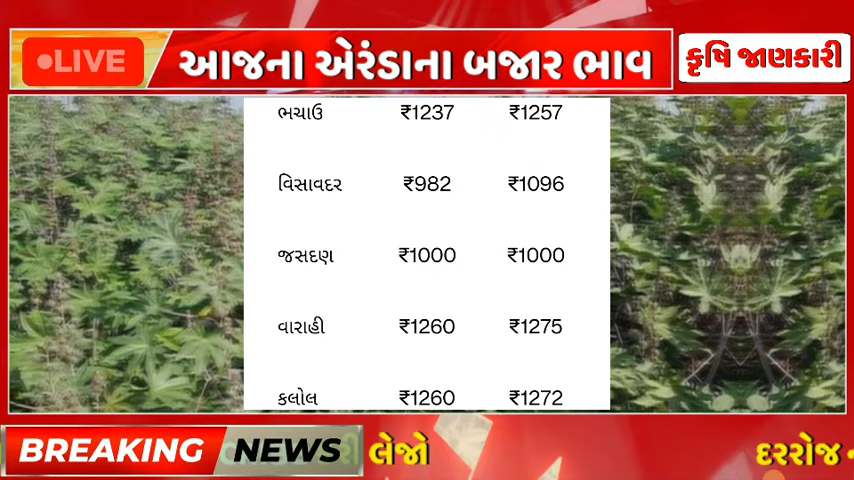 LIVE
આજના એરંડાના બજાર ભાવ
કૃષિ જાણકારી
ભચાઉ ₹1237 ₹1257
વિસાવદર ₹982 ₹1096
જસદણ ₹1000 ₹1000
વારાહી ₹1260 ₹1275
કલોલ ₹1260 ₹1272
BREAKING NEWS લેજો દરરોજ